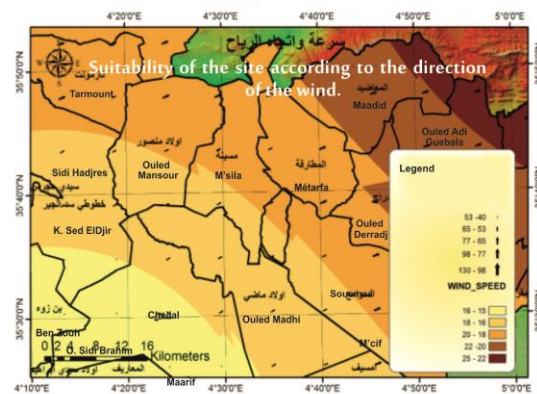 4°20'0"E 4°30'0"E 4°40'0"E 4°50'0"E 5°0'0"E
سرعة واتجاه الرياح
Suitability of the site according to the direction
of the wind.
35°50'0"N
Tarmount
المعاضيد
Maadid
Ouled Adi
Guebala
اولاد منصور
Ouled
Mansour
مسيلة
M'sila
المطارفة
Métarfa
Sidi Hadjres
35°40'0"N
K. Sed ElDjir
Ouled
Derradj
Legend
53 -40
65 - 53
77 - 65
98 - 77
130 - 98
WIND_SPEED
16 - 15
18 - 16
20 - 18
22 -20
25 - 22
بن زوه
Ben Zouh
Chellal
اولاد ماضي
Ouled Madhi
35°30'0"N
M'cif
امسيف
O. Sidi Brahim
0 2 4 8 12 16
Kilometers
المعاريف
Maarif
4°10'0"E 4°20'0"E 4°30'0"E 4°40'0"E 4°50'0"E 5°0'0"E